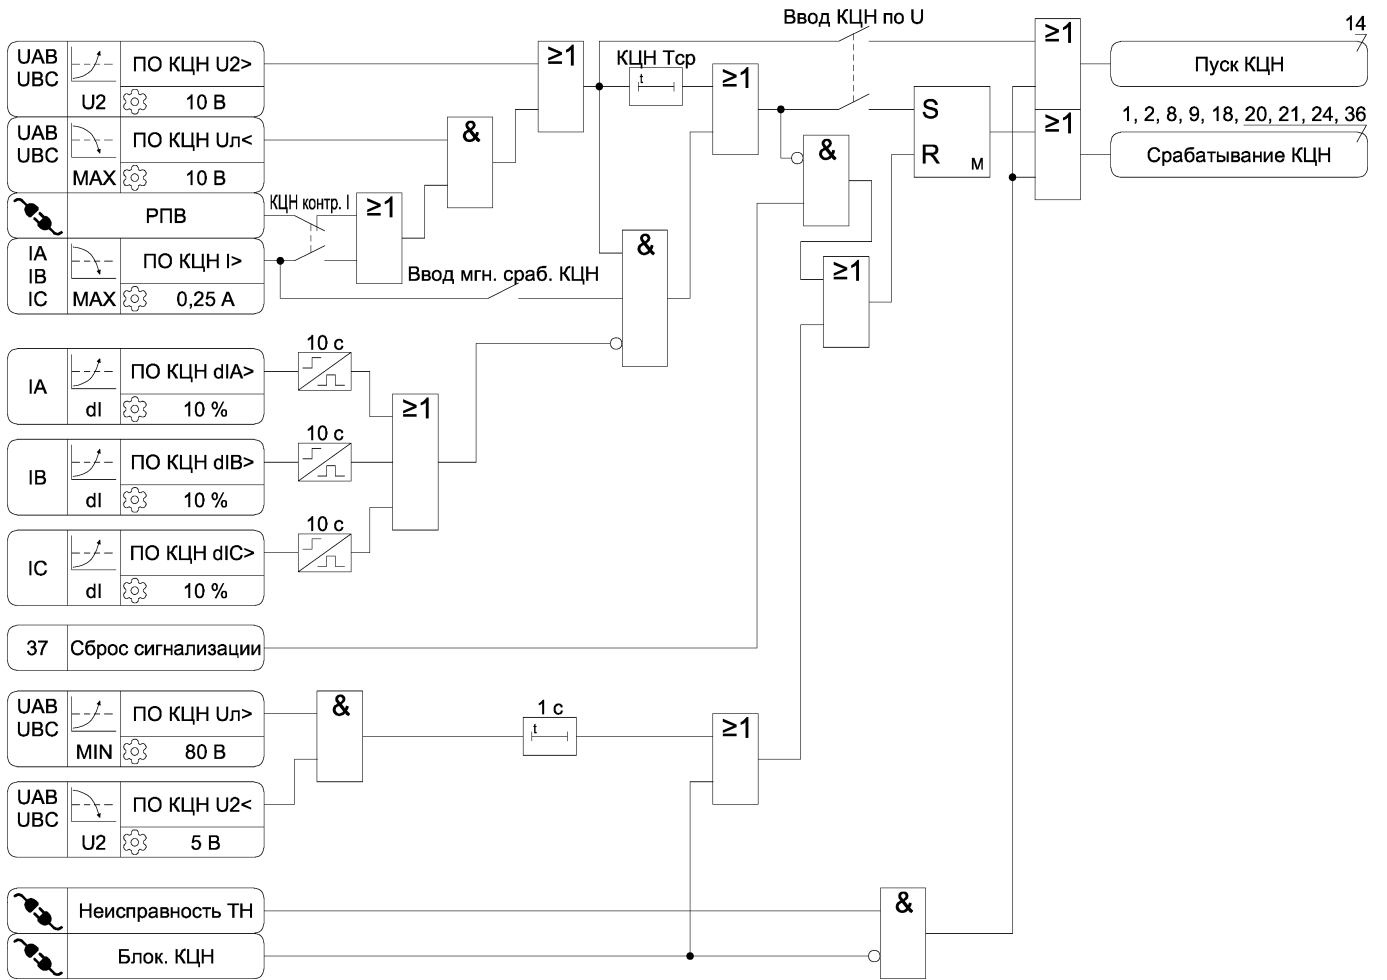 Ввод КЦН по U
14
UAB
UBC
ПО КЦН U2>
U2
10 В
≥1
КЦН Тср
t
≥1
≥1
Пуск КЦН
UAB
UBC
ПО КЦН Uл<
MAX
10 В
&
&
S
R
м
≥1
1, 2, 8, 9, 18, 20, 21, 24, 36
Срабатывание КЦН
РПВ
КЦН контр. I
≥1
IA
IB
IC
ПО КЦН I>
MAX
0,25 А
Ввод мгн. сраб. КЦН
&
≥1
10 с
IA
ПО КЦН dIA>
dI
10 %
≥1
10 с
IB
ПО КЦН dIB>
dI
10 %
10 с
IC
ПО КЦН dIC>
dI
10 %
37
Сброс сигнализации
UAB
UBC
ПО КЦН Uл>
MIN
80 В
&
1 с
t
≥1
UAB
UBC
ПО КЦН U2<
U2
5 В
Неисправность ТН
&
Блок. КЦН